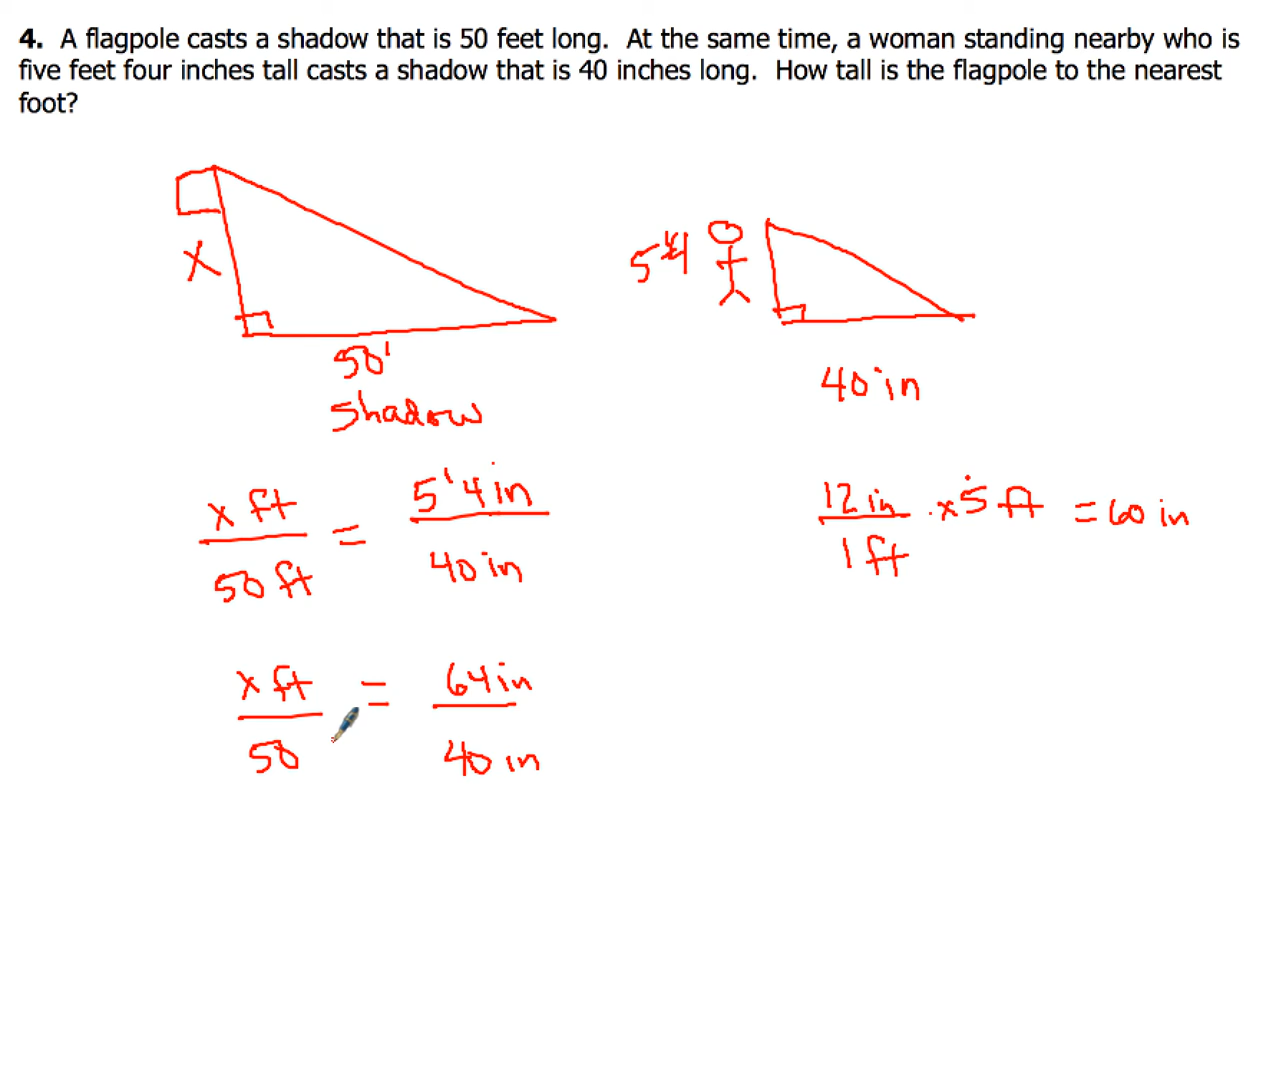 4. A flagpole casts a shadow that is 50 feet long. At the same time, a woman standing nearby who is
five feet four inches tall casts a shadow that is 40 inches long. How tall is the flagpole to the nearest
foot?
x
50'
shadow
40 in
x ft
50 ft
=
5'4 in
40 in
12 in
1 ft
· x 5 ft = 60 in
x ft
50
=
64 in
40 in